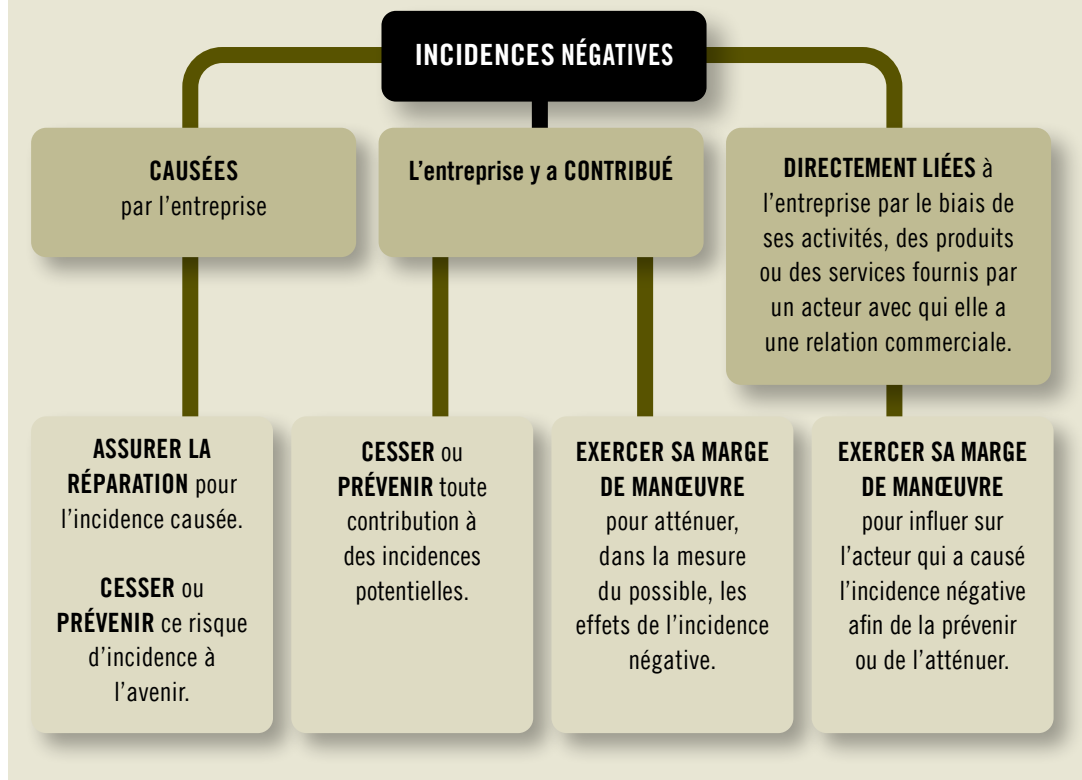 INCIDENCES NÉGATIVES
CAUSÉES
par l'entreprise
L'entreprise y a CONTRIBUÉ
DIRECTEMENT LIÉES à
l'entreprise par le biais de
ses activités, des produits
ou des services fournis par
un acteur avec qui elle a
une relation commerciale.
ASSURER LA
RÉPARATION pour
l'incidence causée.
CESSER ou
PRÉVENIR ce risque
d'incidence à
l'avenir.
CESSER ou
PRÉVENIR toute
contribution à
des incidences
potentielles.
EXERCER SA MARGE
DE MANŒUVRE
pour atténuer,
dans la mesure
du possible, les
effets de l'incidence
négative.
EXERCER SA MARGE
DE MANŒUVRE
pour influer sur
l'acteur qui a causé
l'incidence négative
afin de la prévenir
ou de l'atténuer.